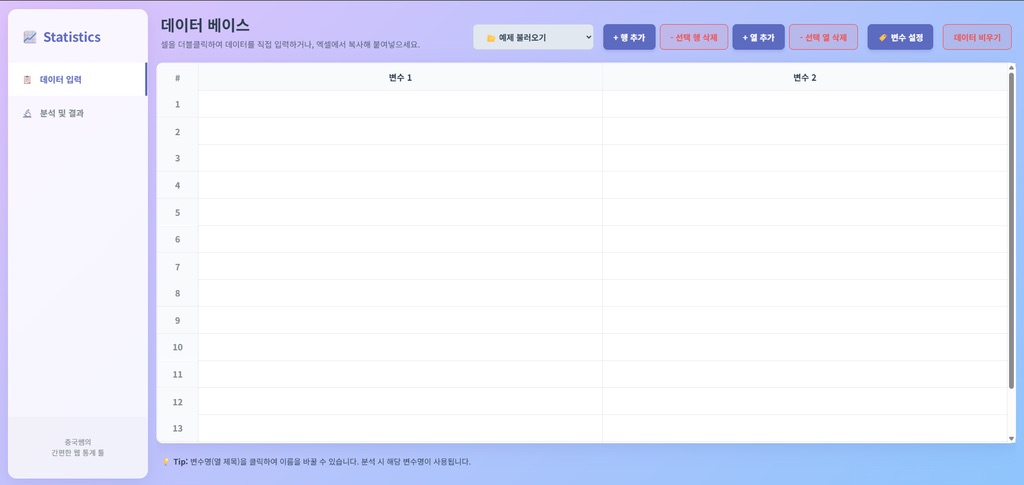 Statistics
데이터 입력
분석 및 결과
중국쌤의
간편한 웹 통계 툴
데이터 베이스
셀을 더블클릭하여 데이터를 직접 입력하거나, 엑셀에서 복사해 붙여넣으세요.
예제 불러오기
+ 행 추가
- 선택 행 삭제
+ 열 추가
- 선택 열 삭제
변수 설정
데이터 비우기
# 변수 1 변수 2
1
2
3
4
5
6
7
8
9
10
11
12
13
Tip: 변수명(열 제목)을 클릭하여 이름을 바꿀 수 있습니다. 분석 시 해당 변수명이 사용됩니다.